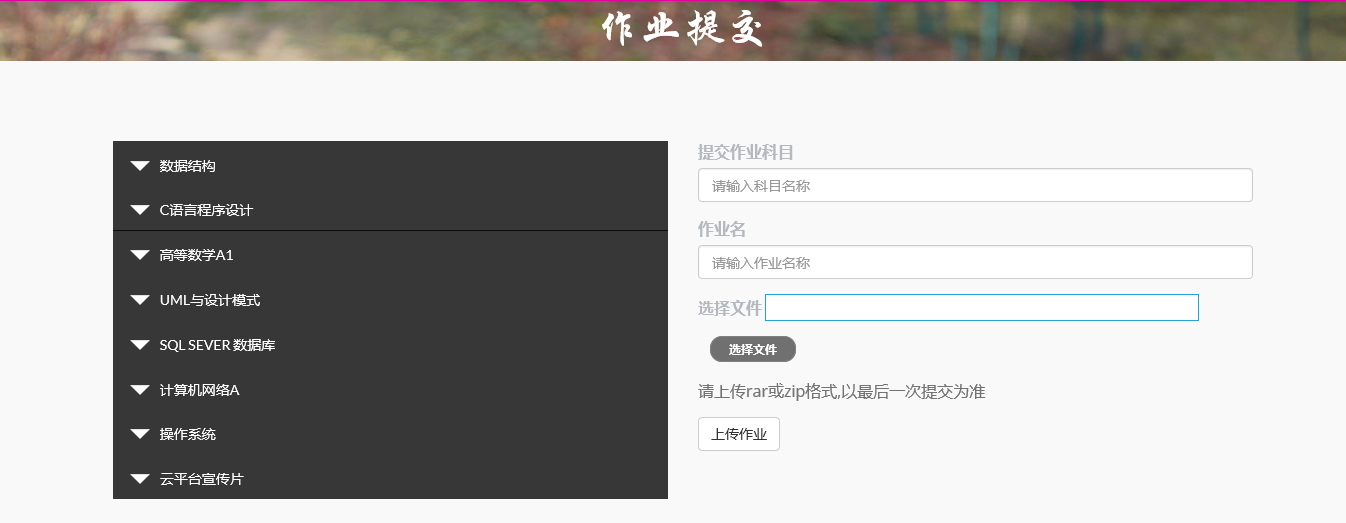 作业提交
数据结构
C语言程序设计
高等数学A1
UML与设计模式
SQL SEVER 数据库
计算机网络A
操作系统
云平台宣传片
提交作业科目
请输入科目名称
作业名
请输入作业名称
选择文件
选择文件
请上传rar或zip格式,以最后一次提交为准
上传作业